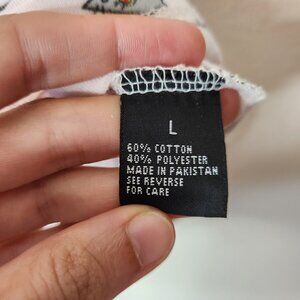 L
60% COTTON
40% POLYESTER
MADE IN PAKISTAN
SEE REVERSE
FOR CARE